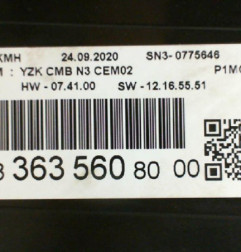 KMH 24.09.2020 SN3- 0775646
: YZK CMB N3 CEM02 P1M
HW - 07.41.00 SW - 12.16.55.51
363 560 80 00